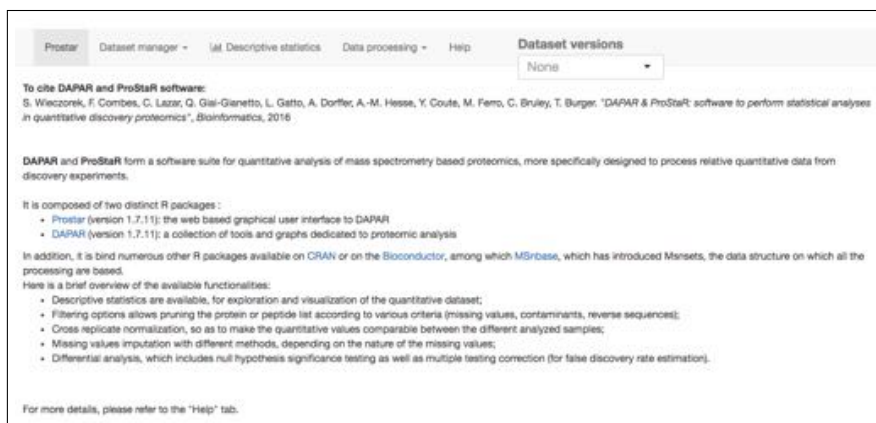 Prostar Dataset manager Descriptive statistics Data processing Help Dataset versions
None
To cite DAPAR and ProStaR software:
S. Wieczorek, F. Combes, C. Lazar, Q. Giai-Gianetto, L. Gatto, A. Dorffer, A.-M. Hesse, Y. Coute, M. Ferro, C. Bruley, T. Burger. "DAPAR & ProStaR: software to perform statistical analyses
in quantitative discovery proteomics", Bioinformatics, 2016
DAPAR and ProStaR form a software suite for quantitative analysis of mass spectrometry based proteomics, more specifically designed to process relative quantitative data from
discovery experiments.
It is composed of two distinct R packages :
• Prostar (version 1.7.11): the web based graphical user interface to DAPAR
• DAPAR (version 1.7.11): a collection of tools and graphs dedicated to proteomic analysis
In addition, it is bind numerous other R packages available on CRAN or on the Bioconductor, among which MSnbase, which has introduced Msnsets, the data structure on which all the
processing are based.
Here is a brief overview of the available functionalities:
• Descriptive statistics are available, for exploration and visualization of the quantitative dataset;
• Filtering options allows pruning the protein or peptide list according to various criteria (missing values, contaminants, reverse sequences);
• Cross replicate normalization, so as to make the quantitative values comparable between the different analyzed samples;
• Missing values imputation with different methods, depending on the nature of the missing values;
• Differential analysis, which includes null hypothesis significance testing as well as multiple testing correction (for false discovery rate estimation).
For more details, please refer to the "Help" tab.